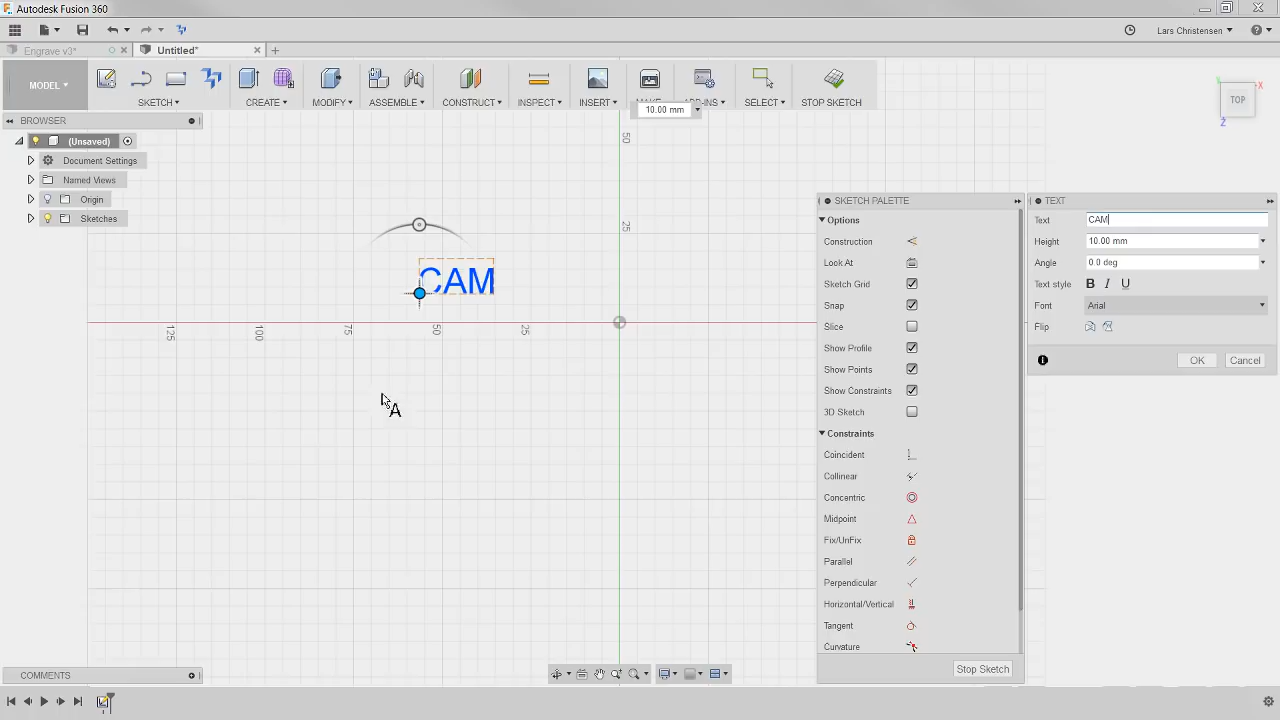 Autodesk Fusion 360
Lars Christensen
Engrave v3*
Untitled*
MODEL
SKETCH
CREATE
MODIFY
ASSEMBLE
CONSTRUCT
INSPECT
INSERT
SELECT
STOP SKETCH
10.00 mm
BROWSER
(Unsaved)
Document Settings
Named Views
Origin
Sketches
TOP
X
Z
50
25
125
100
75
50
25
CAM
A
SKETCH PALETTE
Options
Construction
Look At
Sketch Grid
Snap
Slice
Show Profile
Show Points
Show Constraints
3D Sketch
Constraints
Coincident
Collinear
Concentric
Midpoint
Fix/UnFix
Parallel
Perpendicular
Horizontal/Vertical
Tangent
Curvature
Stop Sketch
TEXT
Text CAM
Height 10.00 mm
Angle 0.0 deg
Text style B I U
Font Arial
Flip
OK Cancel
COMMENTS